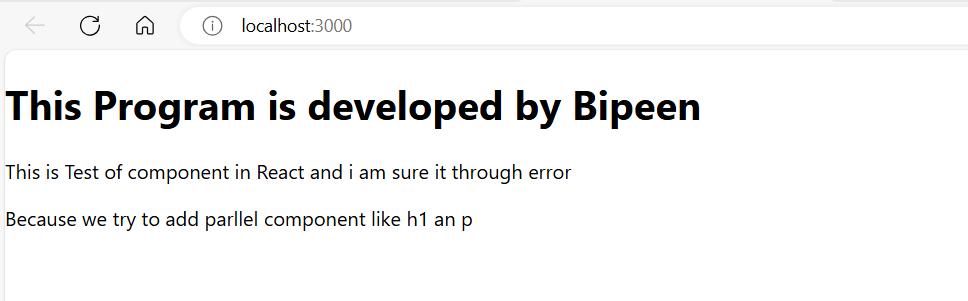 localhost:3000
This Program is developed by Bipeen
This is Test of component in React and i am sure it through error
Because we try to add parllel component like h1 an p